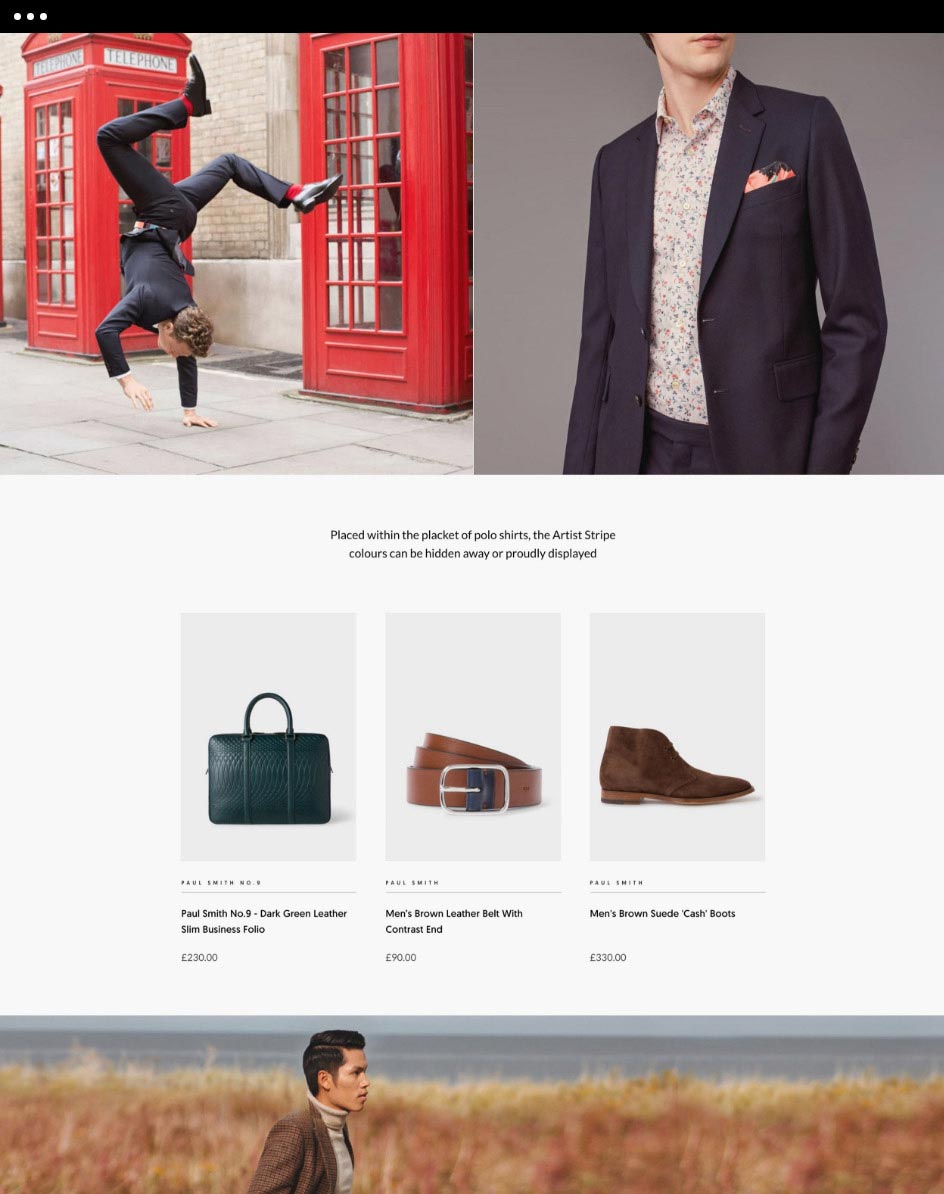 TELEPHONE
TELEPHONE
Placed within the placket of polo shirts, the Artist Stripe
colours can be hidden away or proudly displayed
PAUL SMITH NO.9
PAUL SMITH
PAUL SMITH
Paul Smith No.9 - Dark Green Leather
Slim Business Folio
Men's Brown Leather Belt With
Contrast End
Men's Brown Suede 'Cash' Boots
£230.00
£90.00
£330.00